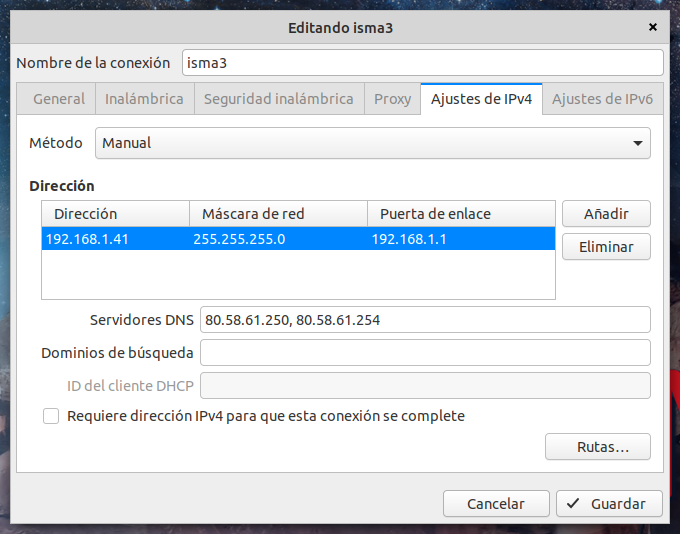 Editando isma3
Nombre de la conexión isma3
General Inalámbrica Seguridad inalámbrica Proxy Ajustes de IPv4 Ajustes de IPv6
Método Manual
Dirección
Dirección Máscara de red Puerta de enlace Añadir
192.168.1.41 255.255.255.0 192.168.1.1 Eliminar
Servidores DNS 80.58.61.250, 80.58.61.254
Dominios de búsqueda
ID del cliente DHCP
Requiere dirección IPv4 para que esta conexión se complete
Rutas...
Cancelar Guardar